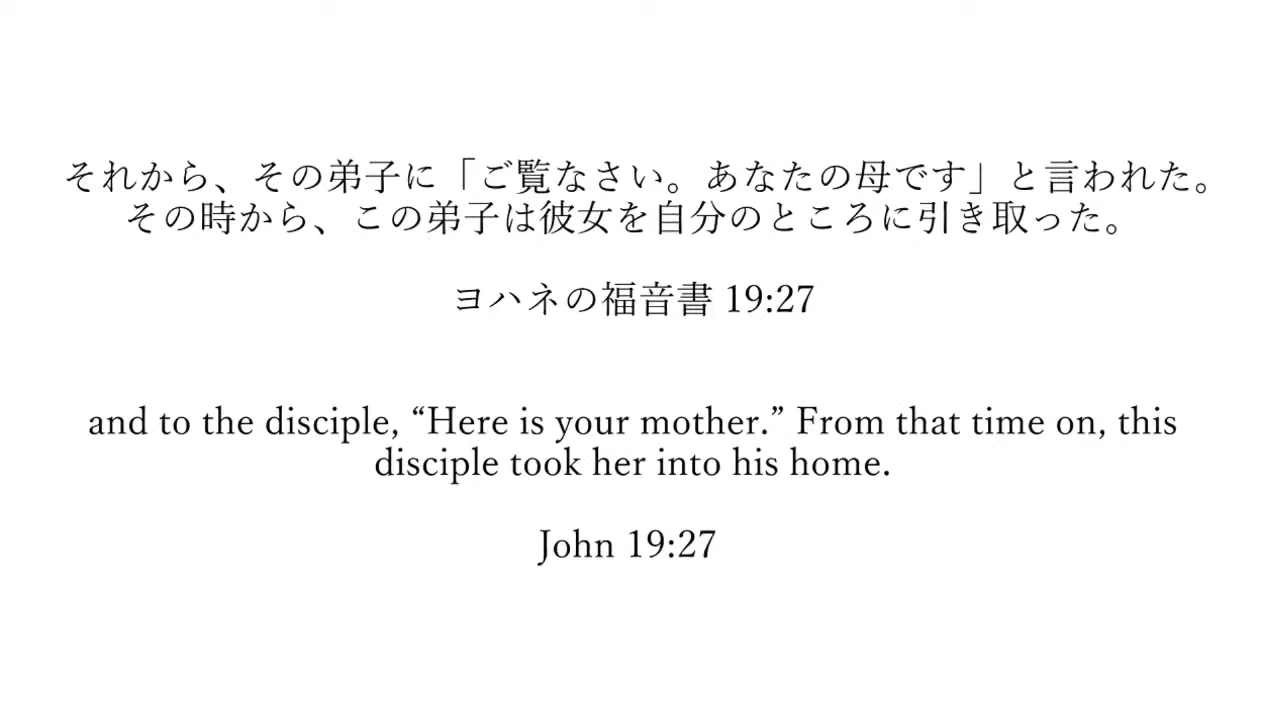 それから、その弟子に「ご覧なさい。あなたの母です」と言われた。
その時から、この弟子は彼女を自分のところに引き取った。
ヨハネの福音書 19:27
and to the disciple, “Here is your mother.” From that time on, this
disciple took her into his home.
John 19:27